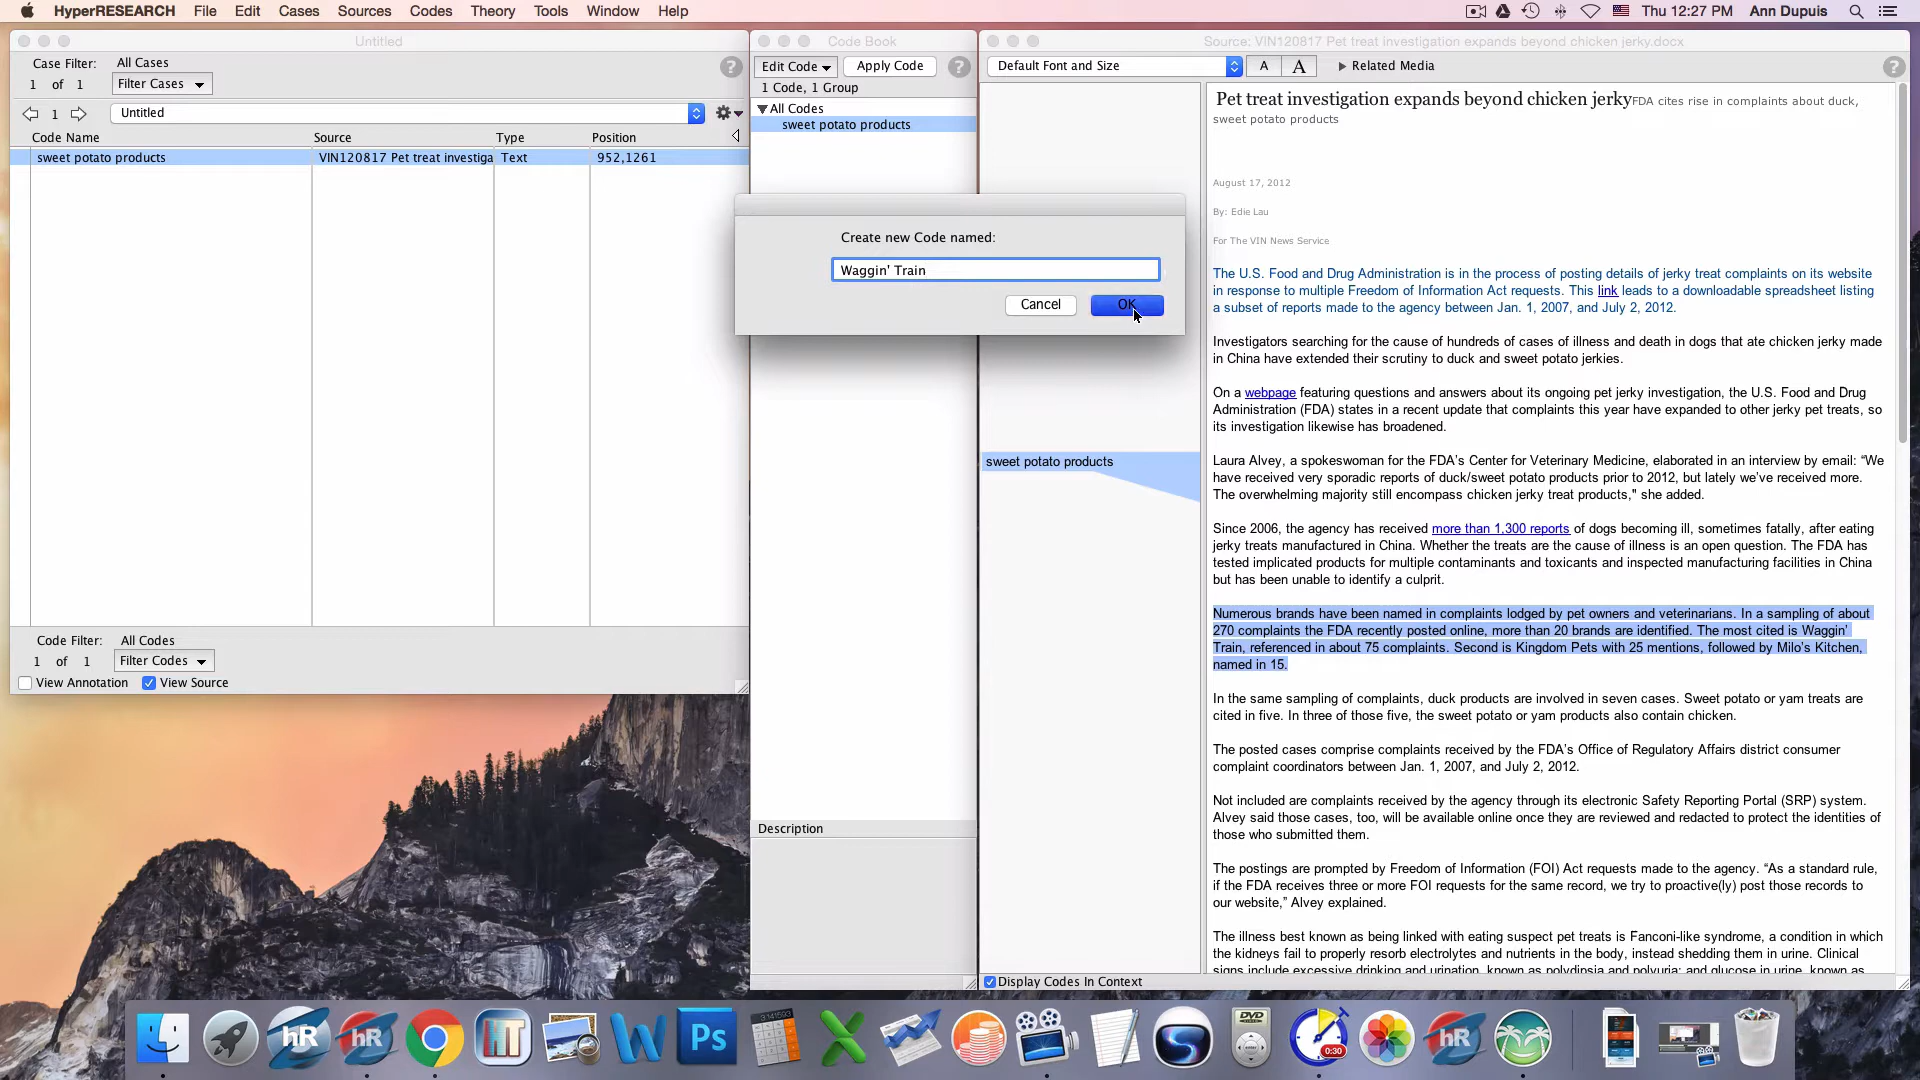 HyperRESEARCH File Edit Cases Sources Codes Theory Tools Window Help Thu 12:27 PM Ann Dupuis
Untitled
Case Filter: All Cases
1 of 1 Filter Cases
1 Untitled
Code Name Source Type Position
sweet potato products VIN120817 Pet treat investiga Text 952,1261
Code Filter: All Codes
1 of 1 Filter Codes
View Annotation View Source
Code Book
Edit Code Apply Code
1 Code, 1 Group
All Codes
sweet potato products
Description
Create new Code named:
Waggin' Train
Cancel OK
Source: VIN120817 Pet treat investigation expands beyond chicken jerky.docx
Default Font and Size A A Related Media
sweet potato products
Pet treat investigation expands beyond chicken jerkyFDA cites rise in complaints about duck,
sweet potato products
August 17, 2012
By: Edie Lau
For The VIN News Service
The U.S. Food and Drug Administration is in the process of posting details of jerky treat complaints on its website
in response to multiple Freedom of Information Act requests. This link leads to a downloadable spreadsheet listing
a subset of reports made to the agency between Jan. 1, 2007, and July 2, 2012.
Investigators searching for the cause of hundreds of cases of illness and death in dogs that ate chicken jerky made
in China have extended their scrutiny to duck and sweet potato jerkies.
On a webpage featuring questions and answers about its ongoing pet jerky investigation, the U.S. Food and Drug
Administration (FDA) states in a recent update that complaints this year have expanded to other jerky pet treats, so
its investigation likewise has broadened.
Laura Alvey, a spokeswoman for the FDA's Center for Veterinary Medicine, elaborated in an interview by email: “We
have received very sporadic reports of duck/sweet potato products prior to 2012, but lately we've received more.
The overwhelming majority still encompass chicken jerky treat products," she added.
Since 2006, the agency has received more than 1,300 reports of dogs becoming ill, sometimes fatally, after eating
jerky treats manufactured in China. Whether the treats are the cause of illness is an open question. The FDA has
tested implicated products for multiple contaminants and toxicants and inspected manufacturing facilities in China
but has been unable to identify a culprit.
Numerous brands have been named in complaints lodged by pet owners and veterinarians. In a sampling of about
270 complaints the FDA recently posted online, more than 20 brands are identified. The most cited is Waggin'
Train, referenced in about 75 complaints. Second is Kingdom Pets with 25 mentions, followed by Milo's Kitchen,
named in 15.
In the same sampling of complaints, duck products are involved in seven cases. Sweet potato or yam treats are
cited in five. In three of those five, the sweet potato or yam products also contain chicken.
The posted cases comprise complaints received by the FDA's Office of Regulatory Affairs district consumer
complaint coordinators between Jan. 1, 2007, and July 2, 2012.
Not included are complaints received by the agency through its electronic Safety Reporting Portal (SRP) system.
Alvey said those cases, too, will be available online once they are reviewed and redacted to protect the identities of
those who submitted them.
The postings are prompted by Freedom of Information (FOI) Act requests made to the agency. “As a standard rule,
if the FDA receives three or more FOI requests for the same record, we try to proactive(ly) post those records to
our website,” Alvey explained.
The illness best known as being linked with eating suspect pet treats is Fanconi-like syndrome, a condition in which
the kidneys fail to properly resorb electrolytes and nutrients in the body, instead shedding them in urine. Clinical
signs include excessive drinking and urination, known as polydipsia and polyuria; and glucose in urine, known as
Display Codes In Context
hR hR HT W Ps 3.141593 X DVD 0:30 hR